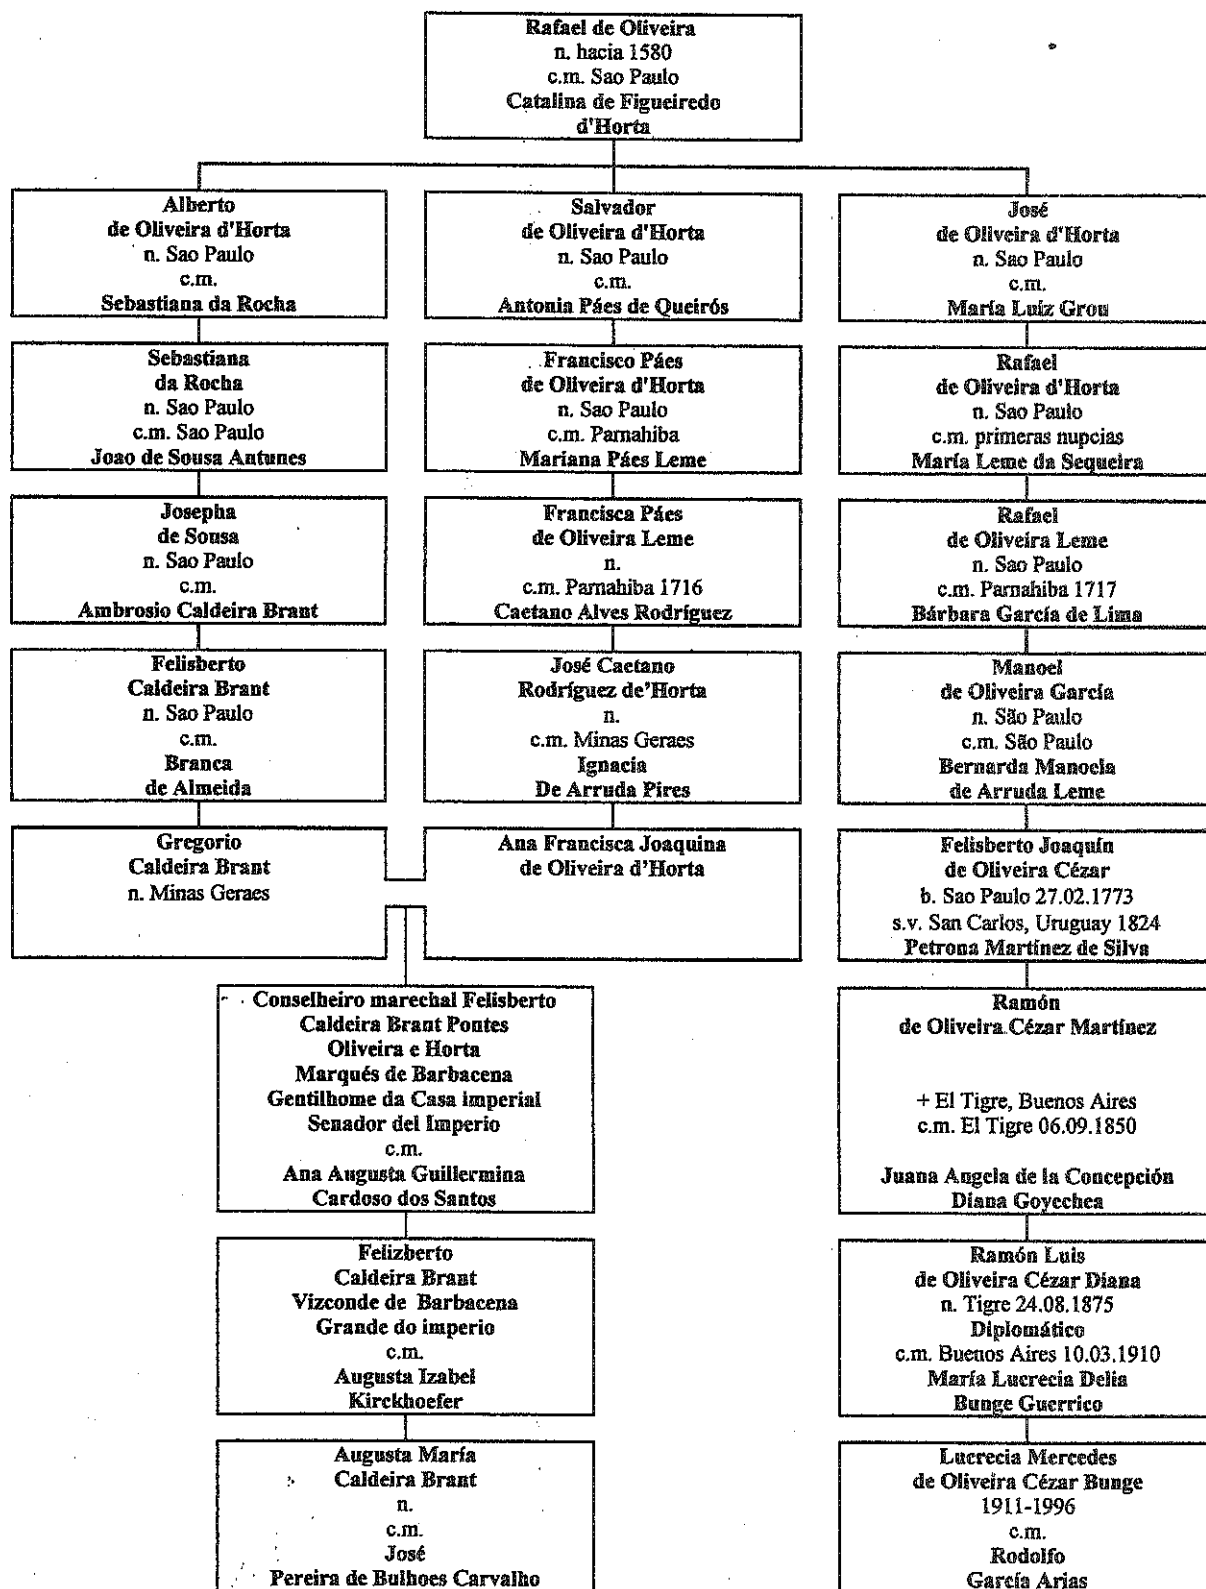 Rafael de Oliveira
n. hacia 1580
c.m. Sao Paulo
Catalina de Figueiredo
d'Horta
Alberto
de Oliveira d'Horta
n. Sao Paulo
c.m.
Sebastiana da Rocha
Salvador
de Oliveira d'Horta
n. Sao Paulo
c.m.
Antonia Páes de Queirós
José
de Oliveira d'Horta
n. Sao Paulo
c.m.
María Luíz Grou
Sebastiana
da Rocha
n. Sao Paulo
c.m. Sao Paulo
Joao de Sousa Antunes
Francisco Páes
de Oliveira d'Horta
n. Sao Paulo
c.m. Parnahiba
Mariana Páes Leme
Rafael
de Oliveira d'Horta
n. Sao Paulo
c.m. primeras nupcias
María Leme da Sequeira
Josepha
de Sousa
n. Sao Paulo
c.m.
Ambrosio Caldeira Brant
Francisca Páes
de Oliveira Leme
n.
c.m. Parnahiba 1716
Caetano Alves Rodríguez
Rafael
de Oliveira Leme
n. Sao Paulo
c.m. Parnahiba 1717
Bárbara García de Lima
Felisberto
Caldeira Brant
n. Sao Paulo
c.m.
Branca
de Almeida
José Caetano
Rodríguez de'Horta
n.
c.m. Minas Geraes
Ignacia
De Arruda Pires
Manoel
de Oliveira García
n. São Paulo
c.m. São Paulo
Bernarda Manoela
de Arruda Leme
Gregorio
Caldeira Brant
n. Minas Geraes
Ana Francisca Joaquina
de Oliveira d'Horta
Felisberto Joaquín
de Oliveira Cézar
b. Sao Paulo 27.02.1773
s.v. San Carlos, Uruguay 1824
Petrona Martínez de Silva
Conselheiro marechal Felisberto
Caldeira Brant Pontes
Oliveira e Horta
Marqués de Barbacena
Gentilhome da Casa imperial
Senador del Imperio
c.m.
Ana Augusta Guillermina
Cardoso dos Santos
Ramón
de Oliveira Cézar Martínez
+ El Tigre, Buenos Aires
c.m. El Tigre 06.09.1850
Juana Angela de la Concepción
Diana Goyechea
Felizberto
Caldeira Brant
Vizconde de Barbacena
Grande do imperio
c.m.
Augusta Izabel
Kirckhoefer
Ramón Luis
de Oliveira Cézar Diana
n. Tigre 24.08.1875
Diplomático
c.m. Buenos Aires 10.03.1910
María Lucrecia Delia
Bunge Guerrico
Augusta María
Caldeira Brant
n.
c.m.
José
Pereira de Bulhoes Carvalho
Lucrecia Mercedes
de Oliveira Cézar Bunge
1911-1996
c.m.
Rodolfo
García Arias